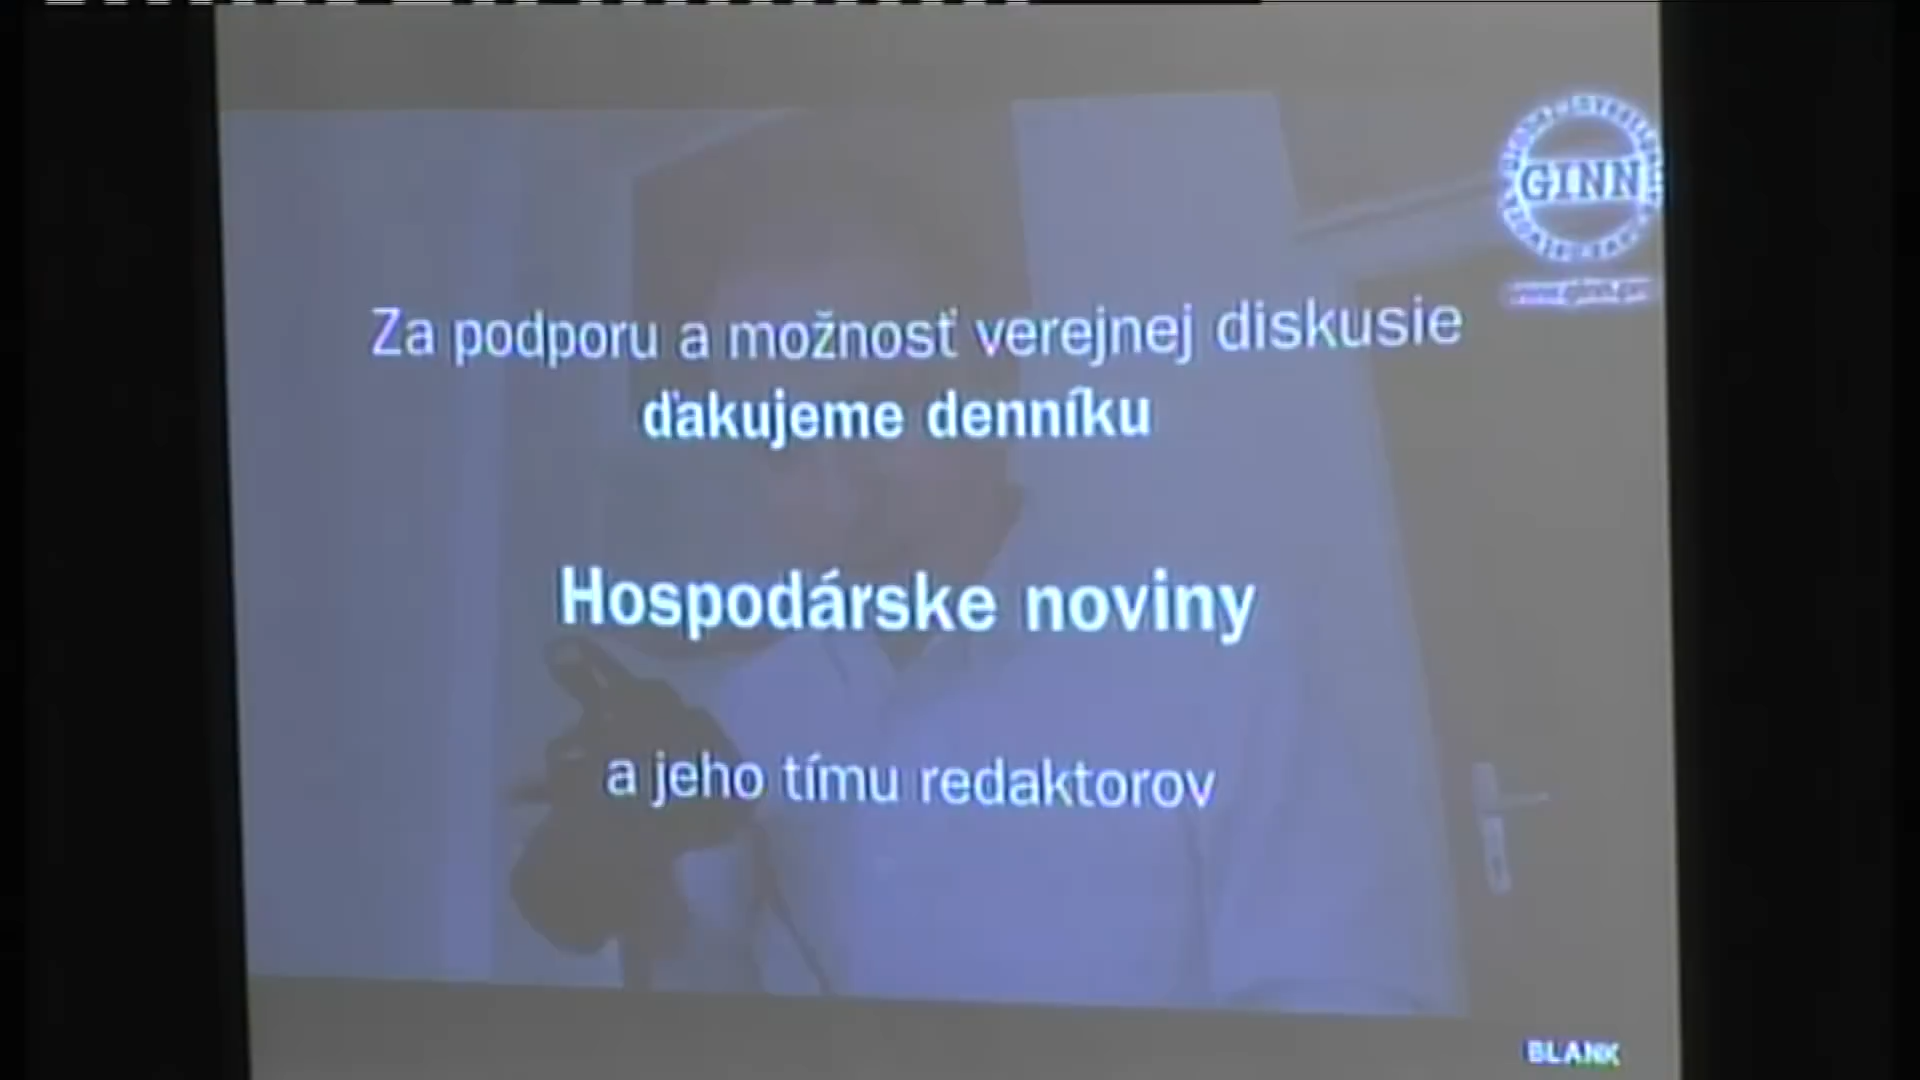 GINN
Za podporu a možnosť verejnej diskusie
ďakujeme denníku
Hospodárske noviny
a jeho tímu redaktorov
BLANK